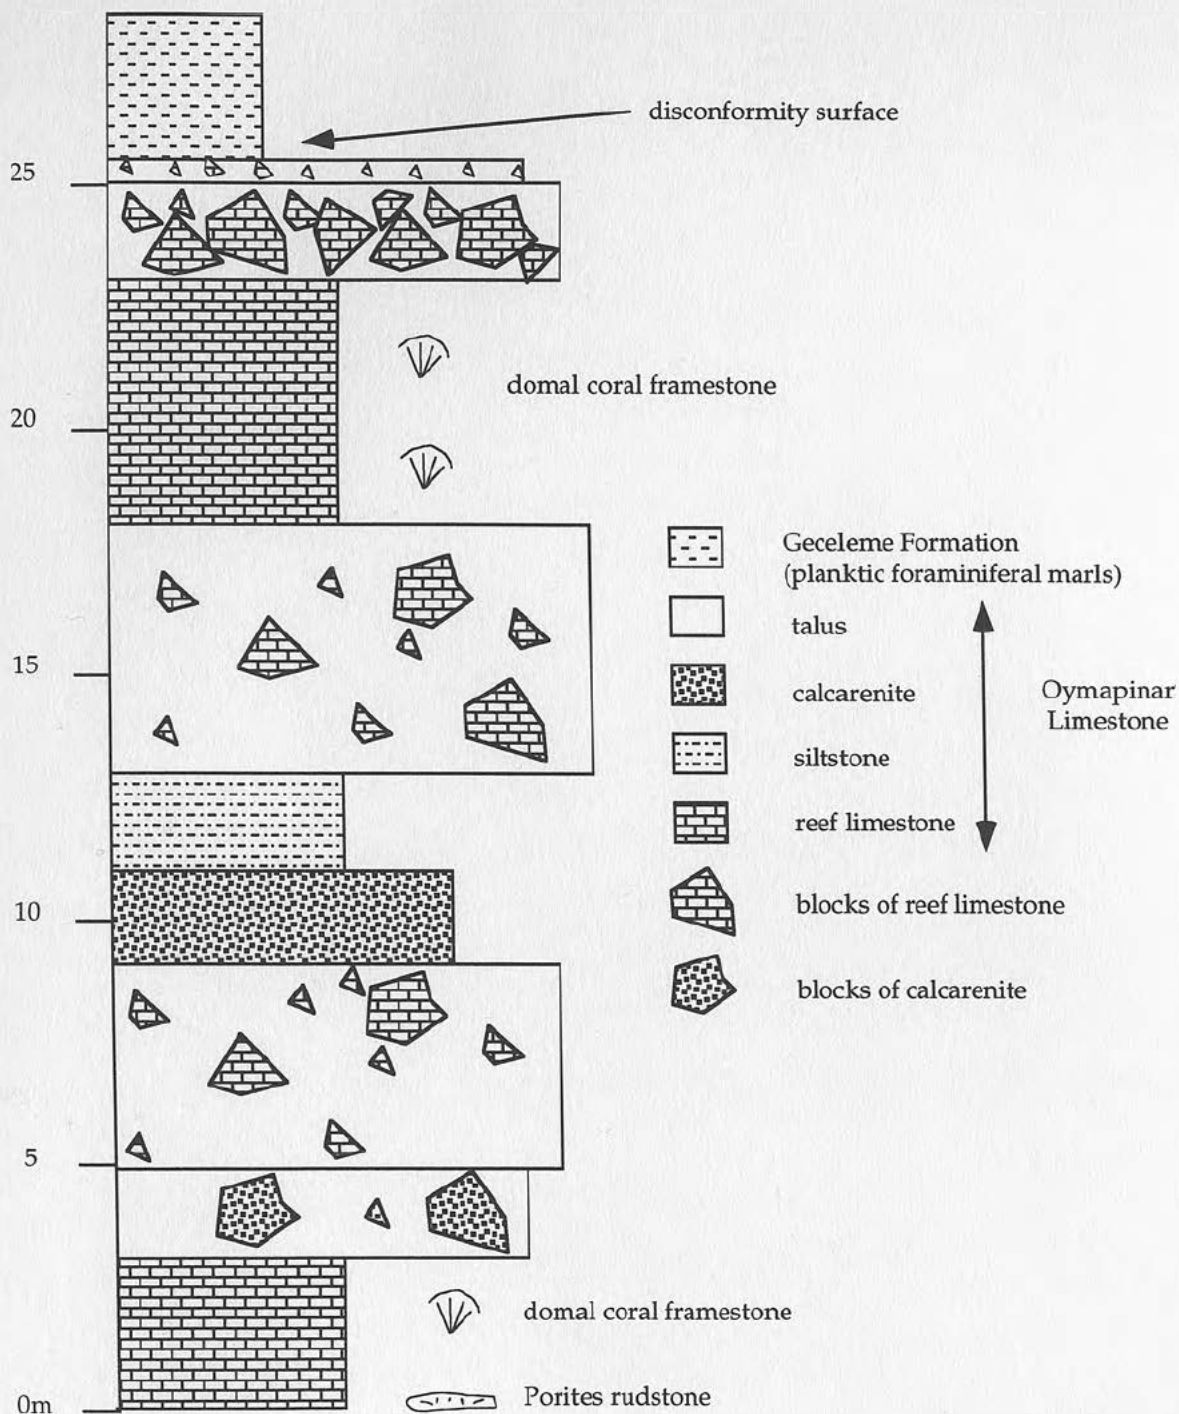 disconformity surface
25
domal coral framestone
20
Geceleme Formation
(planktic foraminiferal marls)
talus
15
calcarenite
Oymapinar
Limestone
siltstone
reef limestone
10
blocks of reef limestone
blocks of calcarenite
5
domal coral framestone
0m
Porites rudstone